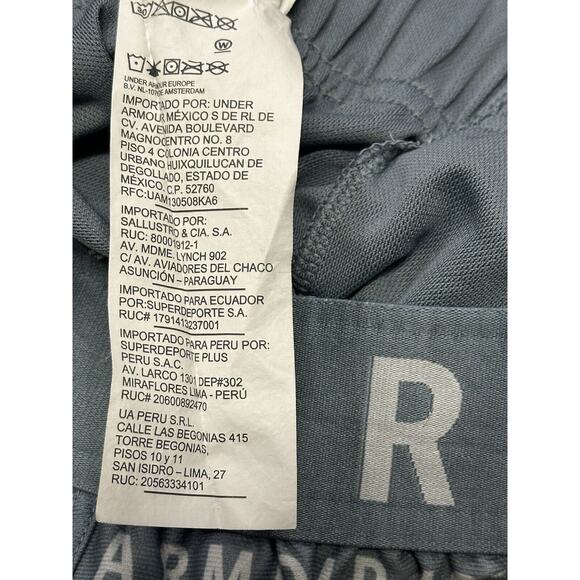 30
W
UNDER ARMOUR EUROPE
B.V. NL-1076 AMSTERDAM
IMPORTADO POR: UNDER
ARMOUR MÉXICO S DE RL DE
CV. AVENIDA BOULEVARD
MAGNOCENTRO NO. 8
PISO 4 COLONIA CENTRO
URBANO HUIXQUILUCAN DE
DEGOLLADO, ESTADO DE
MÉXICO, C.P. 52760
RFC:UAM130508KA6
IMPORTADO POR:
SALLUSTRO & CIA. S.A.
RUC: 80001912-1
AV. MDME. LYNCH 902
C/ AV. AVIADORES DEL CHACO
ASUNCIÓN - PARAGUAY
IMPORTADO PARA ECUADOR
POR:SUPERDEPORTE S.A.
RUC# 1791413237001
IMPORTADO PARA PERU POR:
SUPERDEPORTE PLUS
PERU S.A.C.
AV. LARCO 1301 DEP#302
MIRAFLORES LIMA - PERÚ
RUC# 20600892470
UA PERU S.R.L.
CALLE LAS BEGONIAS 415
TORRE BEGONIAS,
PISOS 10 y 11
SAN ISIDRO - LIMA, 27
RUC: 20563334101
R